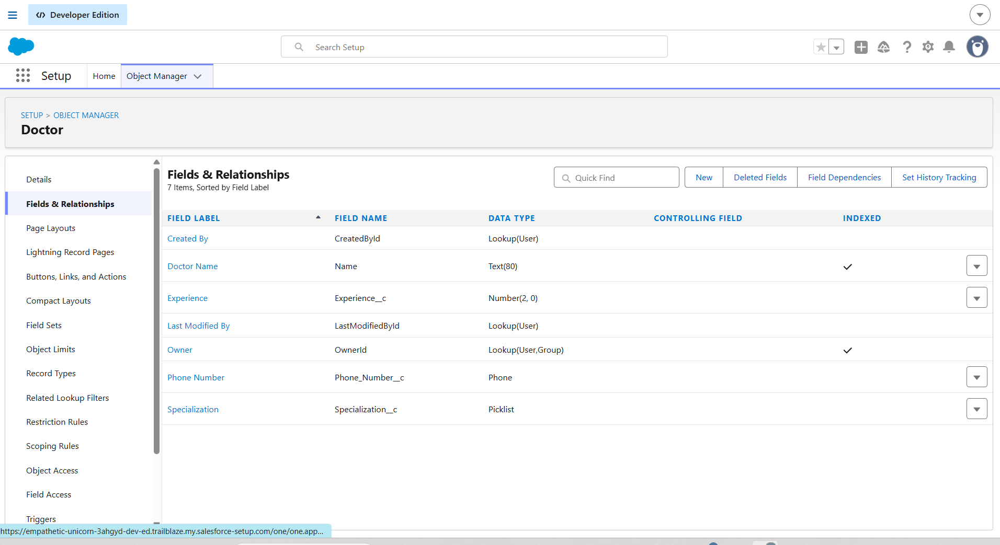 Developer Edition
Search Setup
Setup
Home
Object Manager
SETUP > OBJECT MANAGER
Doctor
Details
Fields & Relationships
Page Layouts
Lightning Record Pages
Buttons, Links, and Actions
Compact Layouts
Field Sets
Object Limits
Record Types
Related Lookup Filters
Restriction Rules
Scoping Rules
Object Access
Field Access
Triggers
Fields & Relationships
7 Items, Sorted by Field Label
Quick Find
New
Deleted Fields
Field Dependencies
Set History Tracking
FIELD LABEL FIELD NAME DATA TYPE CONTROLLING FIELD INDEXED
Created By CreatedById Lookup(User)
Doctor Name Name Text(80)
Experience Experience__c Number(2, 0)
Last Modified By LastModifiedById Lookup(User)
Owner OwnerId Lookup(User,Group)
Phone Number Phone_Number__c Phone
Specialization Specialization__c Picklist
https://empathetic-unicorn-3ahgyd-dev-ed.trailblaze.my.salesforce-setup.com/one/one.app...